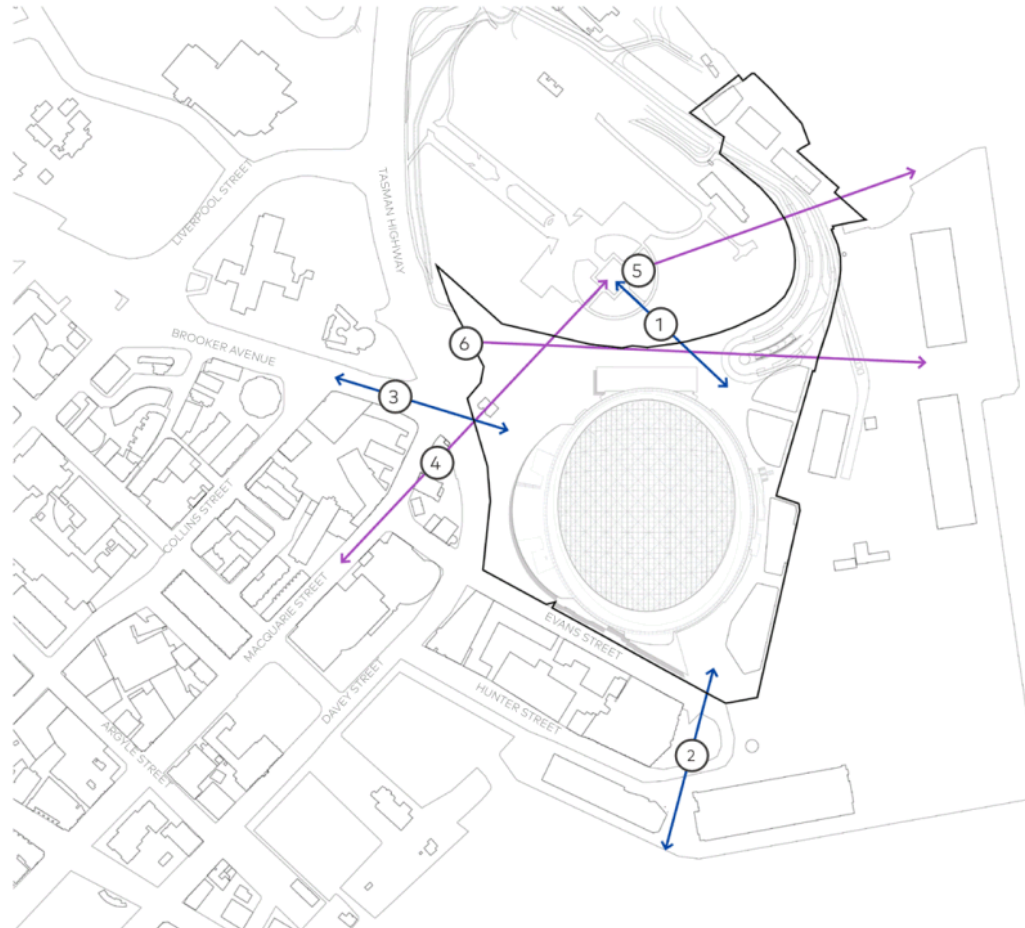 LIVERPOOL STREET
TASMAN HIGHWAY
5
1
BROOKER AVENUE
6
3
4
COLLINS STREET
MACQUARIE STREET
EVANS STREET
DAVEY STREET
HUNTER STREET
ARGYLE STREET
2